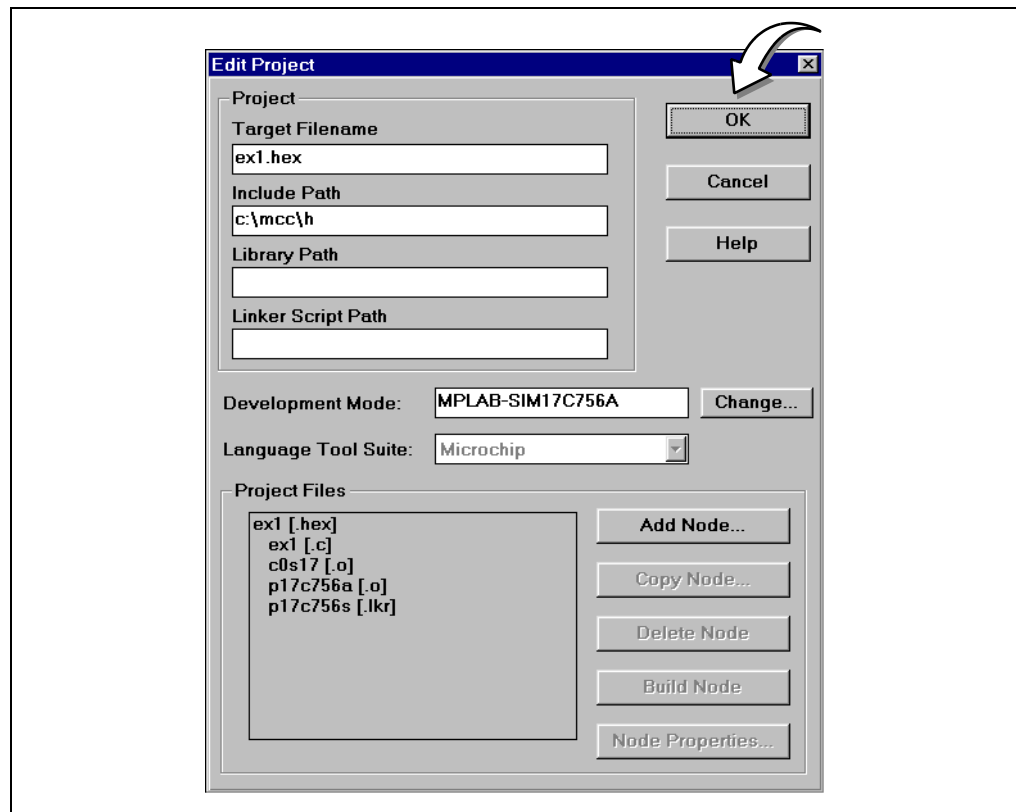 Edit Project
Project
Target Filename
ex1.hex
Include Path
c:\mcc\h
Library Path
Linker Script Path
OK
Cancel
Help
Development Mode:
MPLAB-SIM17C756A
Change...
Language Tool Suite:
Microchip
Project Files
ex1 [.hex]
ex1 [.c]
c0s17 [.o]
p17c756a [.o]
p17c756s [.lkr]
Add Node...
Copy Node...
Delete Node
Build Node
Node Properties...